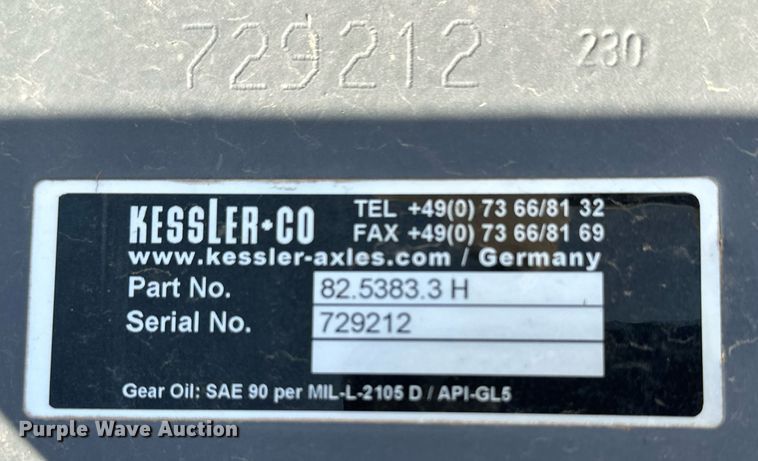 729212 230
KESSLER+CO
TEL +49(0) 73 66/81 32
FAX +49(0) 73 66/81 69
www.kessler-axles.com / Germany
Part No. 82.5383.3 H
Serial No. 729212
Gear Oil: SAE 90 per MIL-L-2105 D / API-GL5
Purple Wave Auction